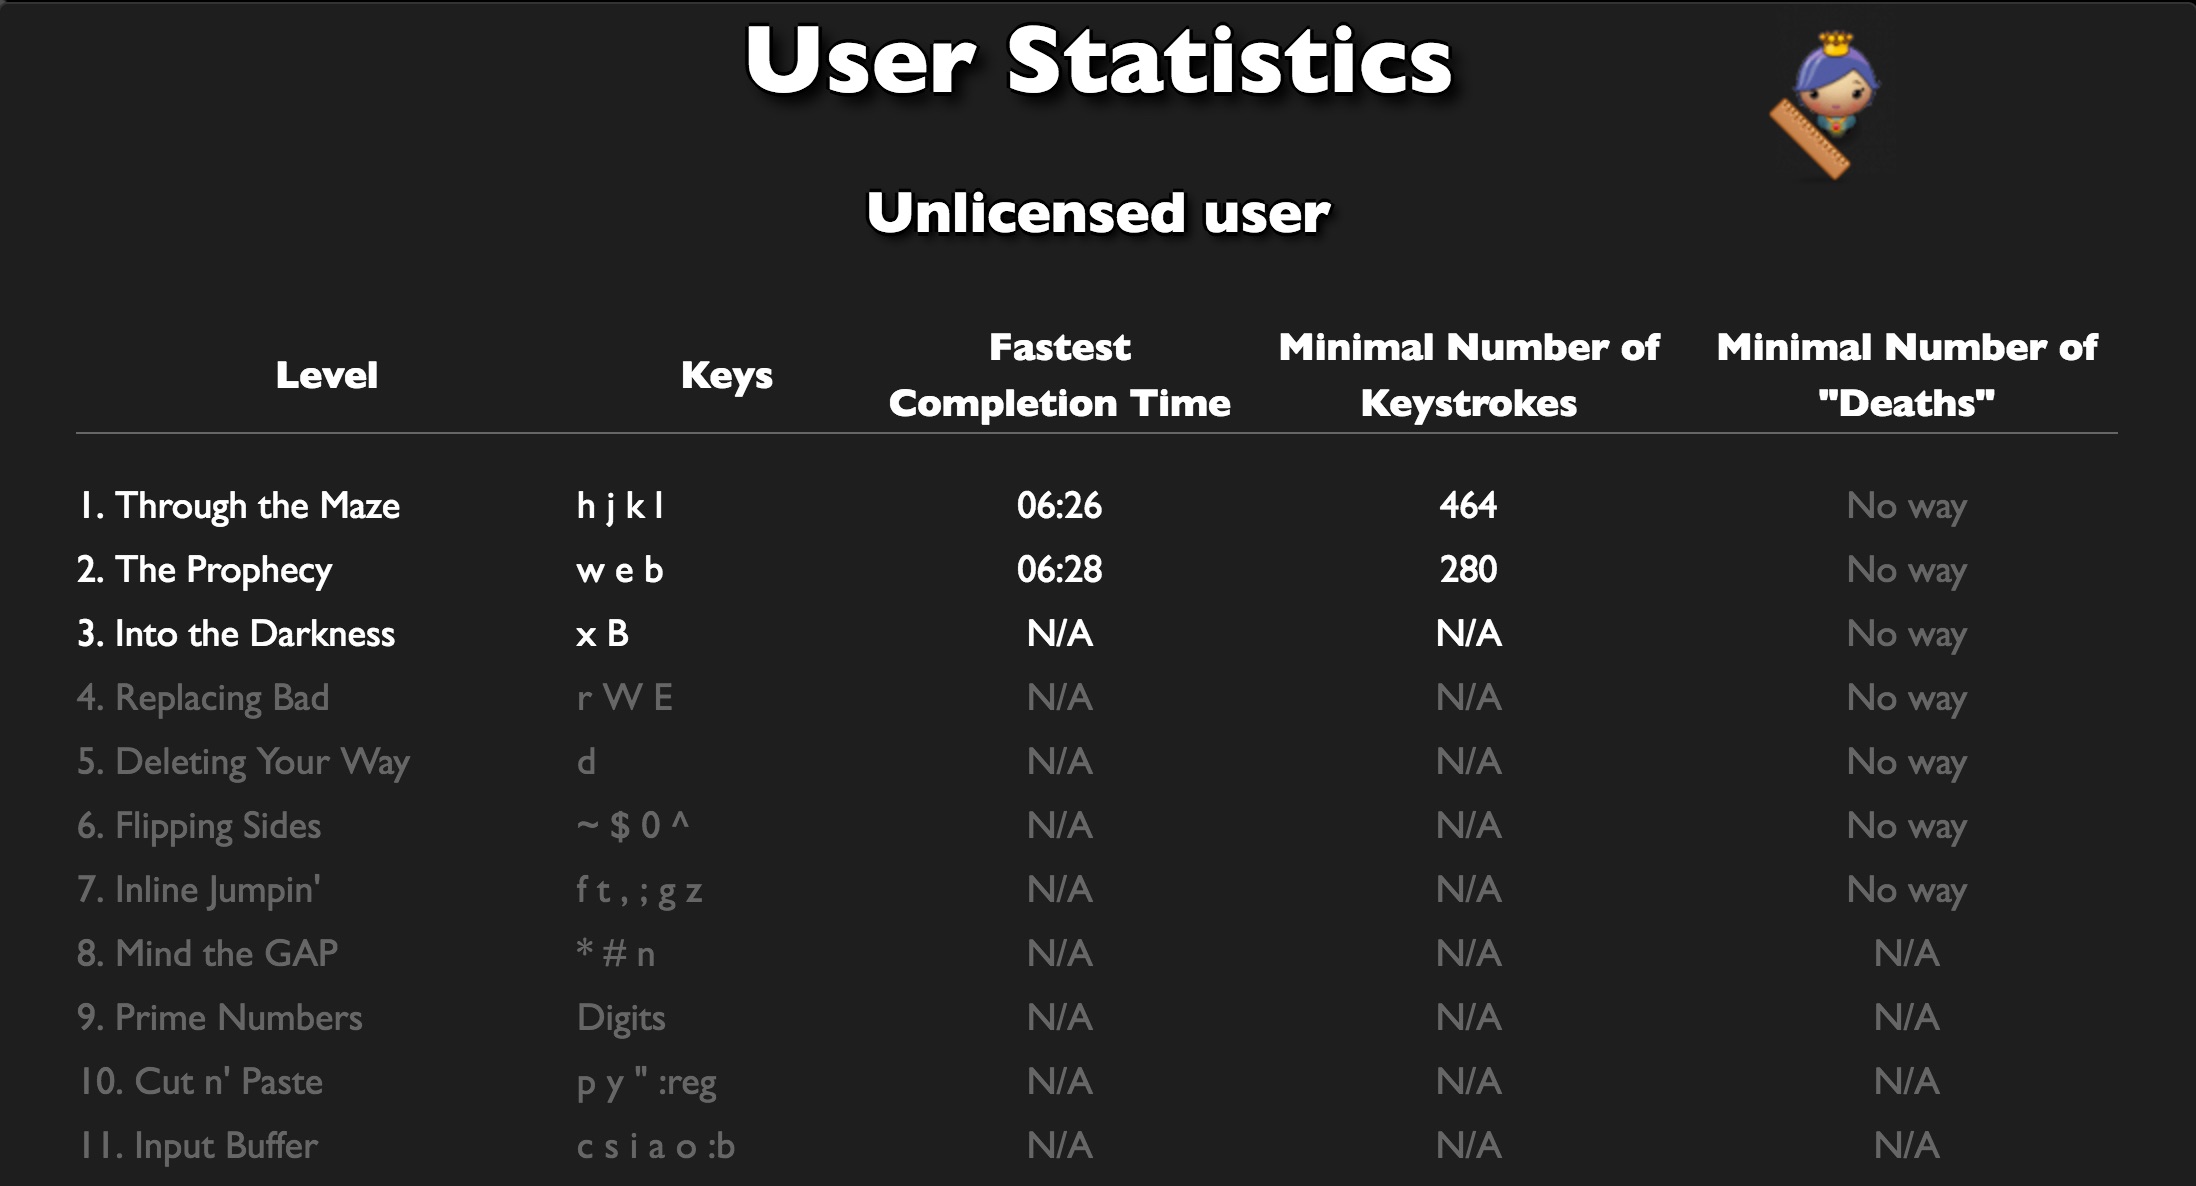 User Statistics
Unlicensed user
Level Keys Fastest Completion Time Minimal Number of Keystrokes Minimal Number of "Deaths"
1. Through the Maze h j k l 06:26 464 No way
2. The Prophecy w e b 06:28 280 No way
3. Into the Darkness x B N/A N/A No way
4. Replacing Bad r W E N/A N/A No way
5. Deleting Your Way d N/A N/A No way
6. Flipping Sides ~ $ 0 ^ N/A N/A No way
7. Inline Jumpin' f t , ; g z N/A N/A No way
8. Mind the GAP * # n N/A N/A N/A
9. Prime Numbers Digits N/A N/A N/A
10. Cut n' Paste p y " :reg N/A N/A N/A
11. Input Buffer c s i a o :b N/A N/A N/A